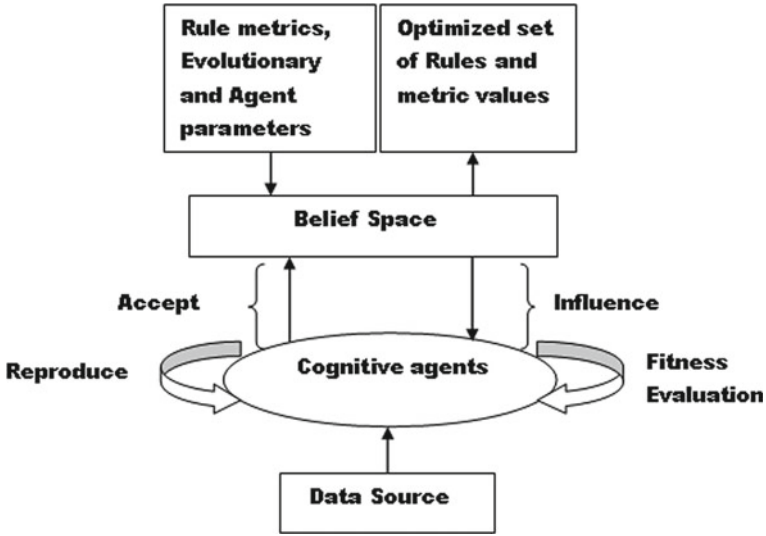 Rule metrics,
Evolutionary
and Agent
parameters
Optimized set
of Rules and
metric values
Belief Space
Accept
Influence
Reproduce
Cognitive agents
Fitness
Evaluation
Data Source